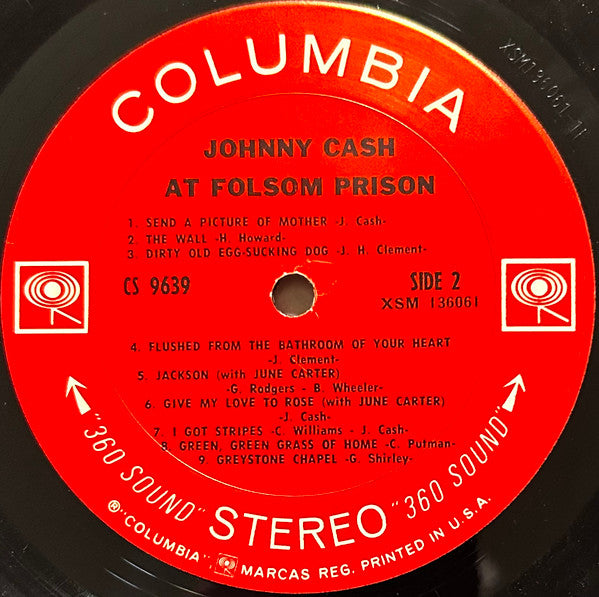 COLUMBIA
XSM136061-1H
JOHNNY CASH
AT FOLSOM PRISON
1. SEND A PICTURE OF MOTHER -J. Cash-
2. THE WALL -H. Howard-
3. DIRTY OLD EGG-SUCKING DOG -J. H. Clement-
CS 9639
SIDE 2
XSM 136061
4. FLUSHED FROM THE BATHROOM OF YOUR HEART
-J. Clement-
5. JACKSON (with JUNE CARTER)
-G. Rodgers - B. Wheeler-
6. GIVE MY LOVE TO ROSE (with JUNE CARTER)
-J. Cash-
7. I GOT STRIPES -C. Williams - J. Cash-
8. GREEN, GREEN GRASS OF HOME -C. Putman-
9. GREYSTONE CHAPEL -G. Shirley-
"360 SOUND" STEREO "360 SOUND"
®"COLUMBIA", MARCAS REG. PRINTED IN U.S.A.